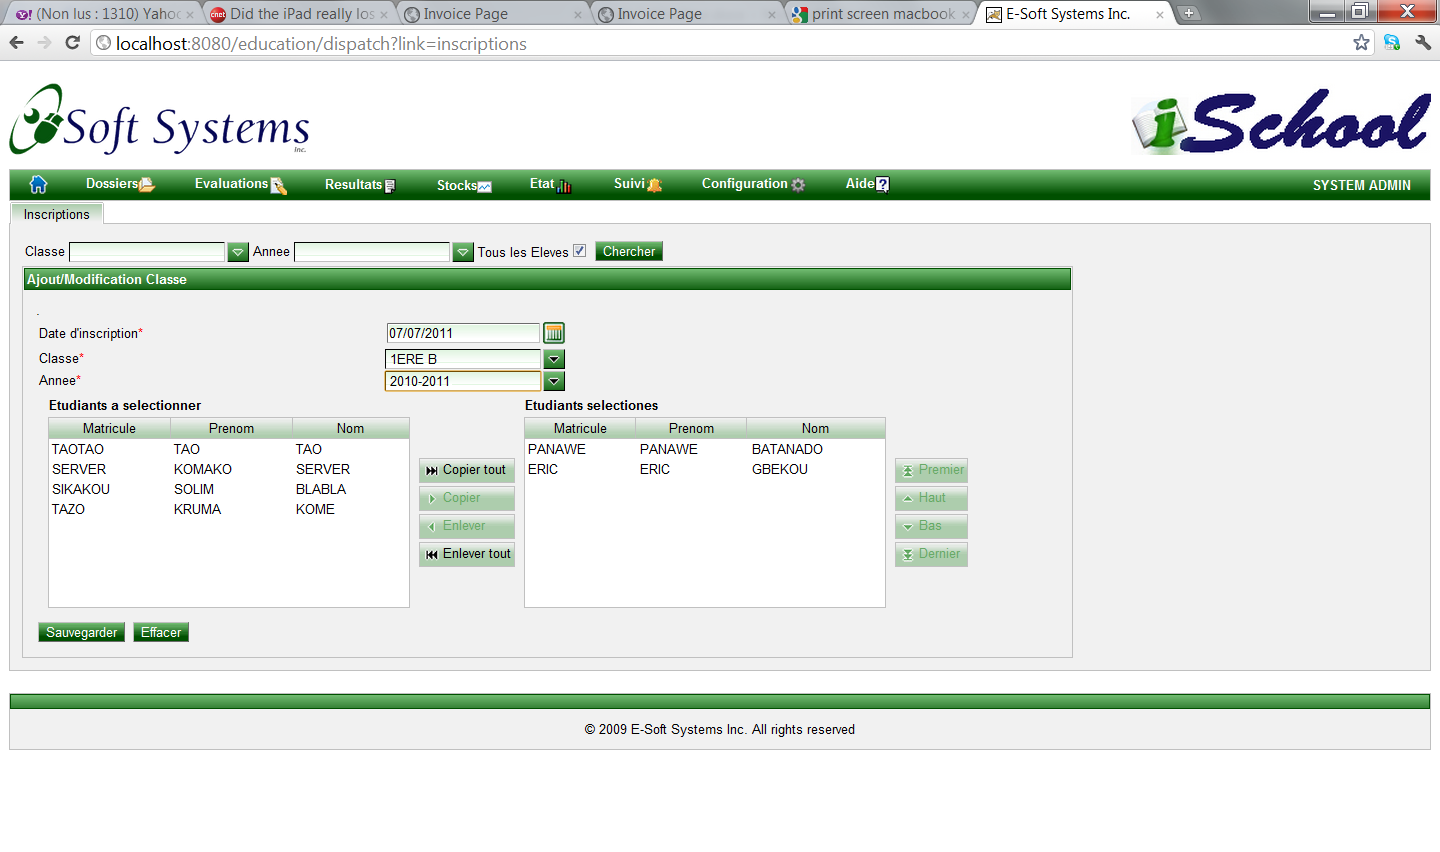 (Non lus : 1310) Yahoo
Did the iPad really los
Invoice Page
Invoice Page
print screen macbook
E-Soft Systems Inc.
localhost:8080/education/dispatch?link=inscriptions
Soft Systems
Inc.
iSchool
Dossiers Evaluations Resultats Stocks Etat Suivi Configuration Aide SYSTEM ADMIN
Inscriptions
Classe Annee Tous les Eleves Chercher
Ajout/Modification Classe
.
Date d'inscription* 07/07/2011
Classe* 1ERE B
Annee* 2010-2011
Etudiants a selectionner Etudiants selectiones
Matricule Prenom Nom Matricule Prenom Nom
TAOTAO TAO TAO PANAWE PANAWE BATANADO
SERVER KOMAKO SERVER Copier tout ERIC ERIC GBEKOU Premier
SIKAKOU SOLIM BLABLA Copier Haut
TAZO KRUMA KOME Enlever Bas
Enlever tout Dernier
Sauvegarder Effacer
© 2009 E-Soft Systems Inc. All rights reserved